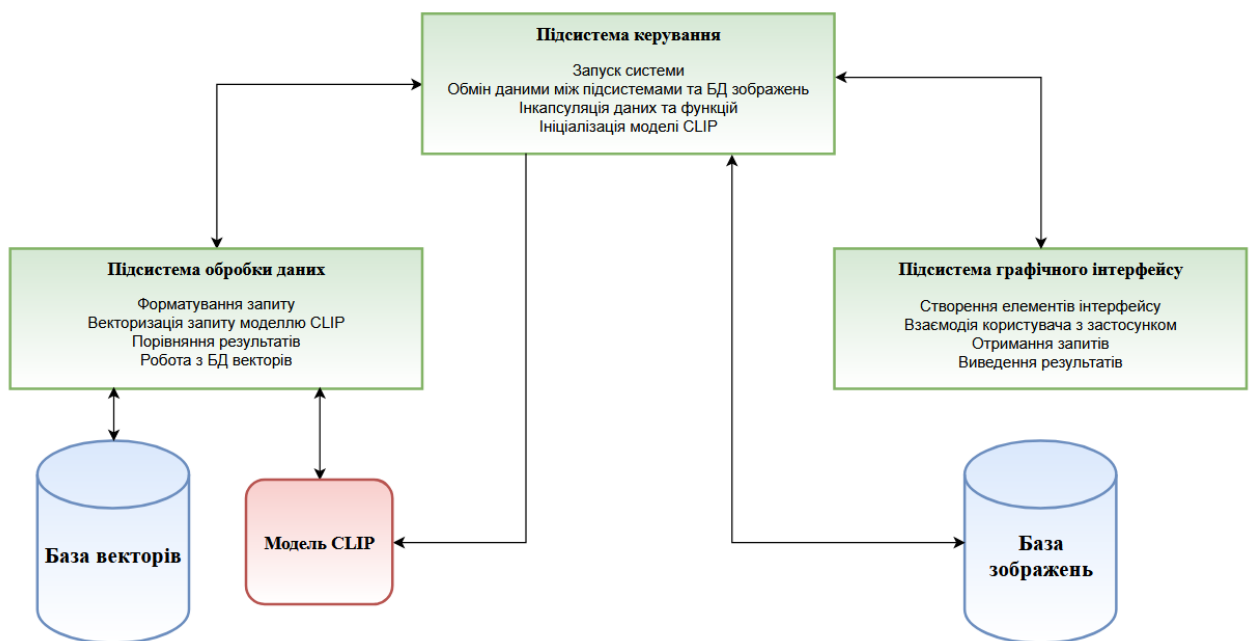 Підсистема керування
Запуск системи
Обмін даними між підсистемами та БД зображень
Інкапсуляція даних та функцій
Ініціалізація моделі CLIP
Підсистема обробки даних
Форматування запиту
Векторизація запиту моделлю CLIP
Порівняння результатів
Робота з БД векторів
Підсистема графічного інтерфейсу
Створення елементів інтерфейсу
Взаємодія користувача з застосунком
Отримання запитів
Виведення результатів
База векторів
Модель CLIP
База
зображень